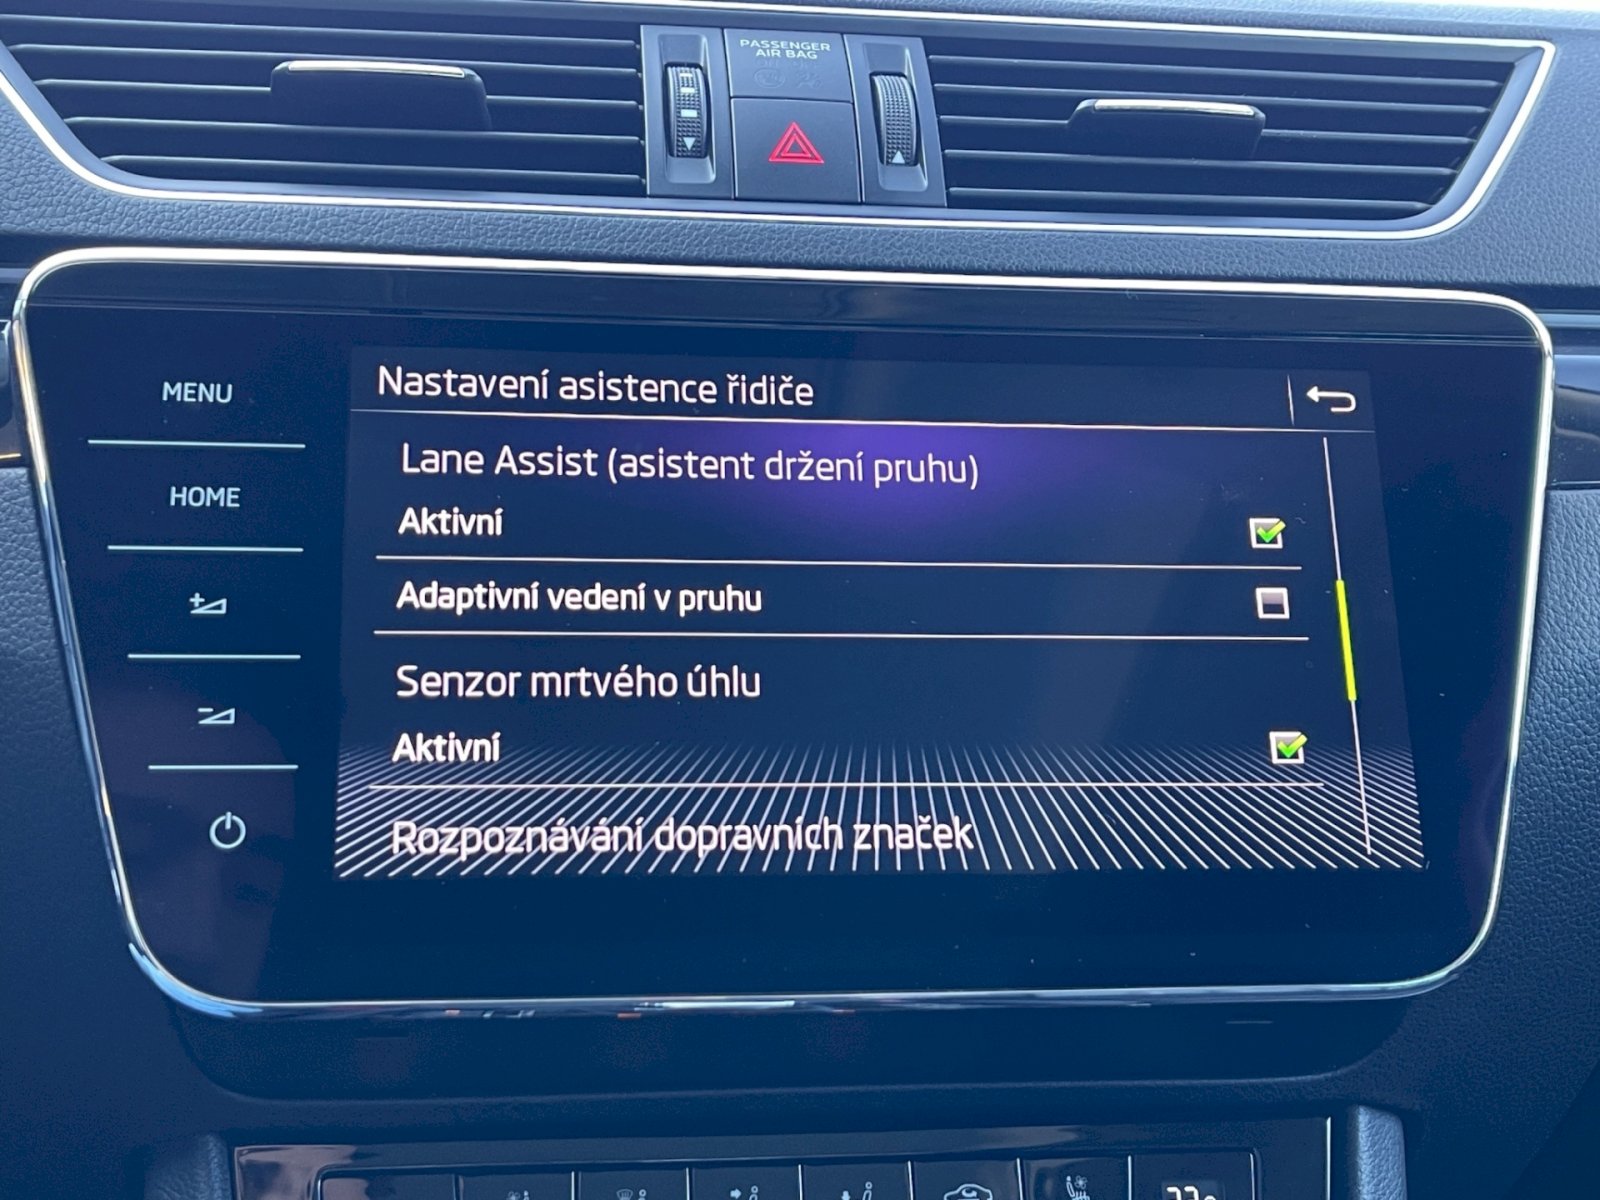 PASSENGER
AIR BAG
MENU
HOME
Nastavení asistence řidiče
Lane Assist (asistent držení pruhu)
Aktivní
Adaptivní vedení v pruhu
Senzor mrtvého úhlu
Aktivní
Rozpoznávání dopravních značek